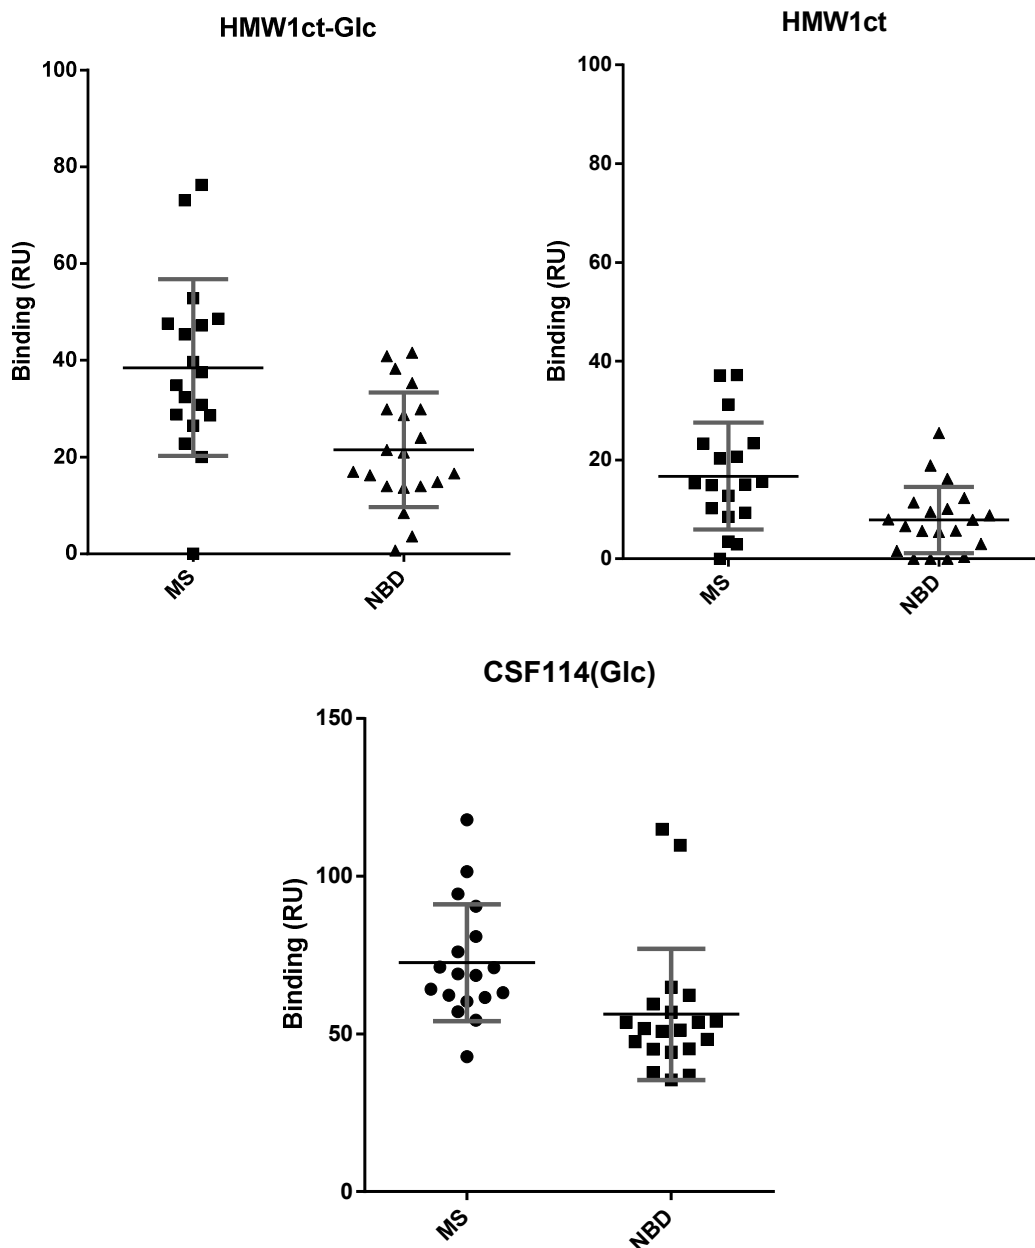 HMW1ct-Glc
Binding (RU)
100
80
60
40
20
0
MS
NBD
HMW1ct
Binding (RU)
100
80
60
40
20
0
MS
NBD
CSF114(Glc)
Binding (RU)
150
100
50
0
MS
NBD